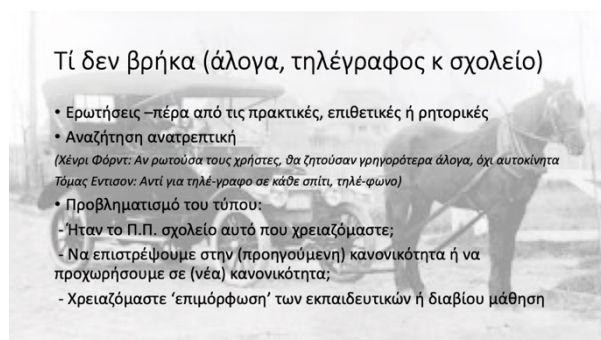 Τί δεν βρήκα (άλογα, τηλέγραφος κ σχολείο)
• Ερωτήσεις –πέρα από τις πρακτικές, επιθετικές ή ρητορικές
• Αναζήτηση ανατρεπτική
(Χένρι Φόρντ: Αν ρωτούσα τους χρήστες, θα ζητούσαν γρηγορότερα άλογα, όχι αυτοκίνητα
Τόμας Εντισον: Αντί για τηλέ-γραφο σε κάθε σπίτι, τηλέ-φωνο)
• Προβληματισμό του τύπου:
- Ήταν το Π.Π. σχολείο αυτό που χρειαζόμαστε;
- Να επιστρέψουμε στην (προηγούμενη) κανονικότητα ή να
προχωρήσουμε σε (νέα) κανονικότητα;
- Χρειαζόμαστε ‘επιμόρφωση’ των εκπαιδευτικών ή διαβίου μάθηση